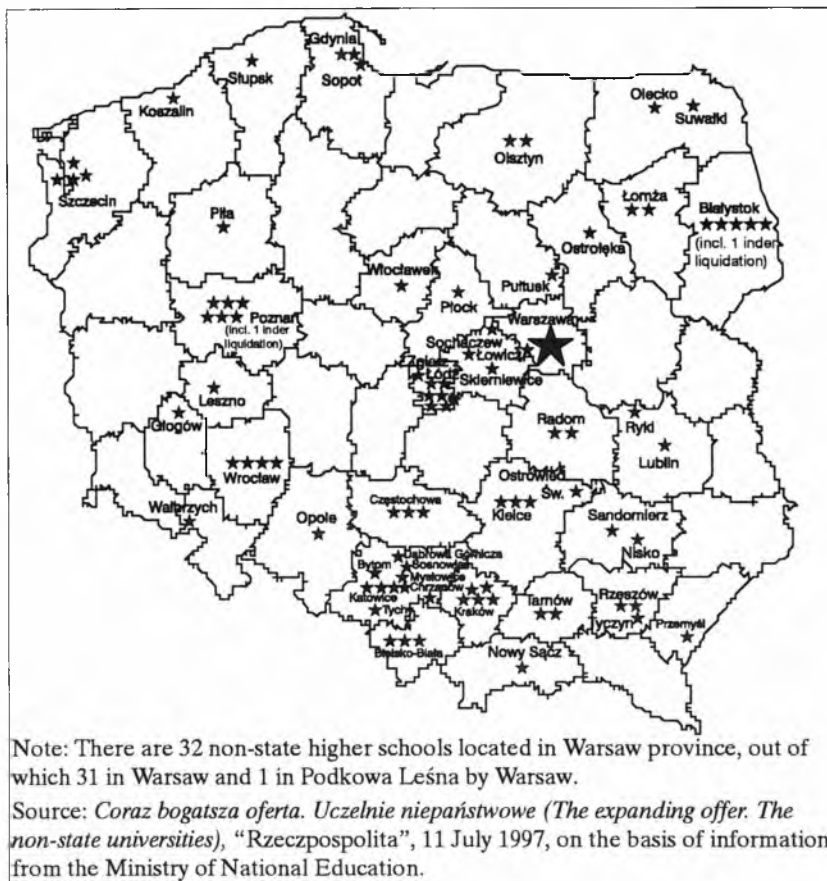 Gdynia
Słupsk
Sopot
Koszalin
Olecko
Suwałki
Olsztyn
Szczecin
Łomża
Białystok
(incl. 1 inder
liquidation)
Piła
Ostrołęka
Włocławek
Pułtusk
Płock
Poznań
(incl. 1 inder
liquidation)
Warszawa
Sochaczew
Łowicz
Zgierz
Łódź
Skierniewice
Leszno
Głogów
Radom
Ryki
Lublin
Wrocław
Ostrowiec
Św.
Częstochowa
Kielce
Wałbrzych
Opole
Sandomierz
Nisko
Dąbrowa Górnicza
Bytom
Sosnowiec
Mysłowice
Chrzanów
Katowice
Tychy
Kraków
Tarnów
Rzeszów
Tyczyn
Przemyśl
Bielsko-Biała
Nowy Sącz
Note: There are 32 non-state higher schools located in Warsaw province, out of
which 31 in Warsaw and 1 in Podkowa Leśna by Warsaw.
Source: Coraz bogatsza oferta. Uczelnie niepaństwowe (The expanding offer. The
non-state universities), “Rzeczpospolita”, 11 July 1997, on the basis of information
from the Ministry of National Education.